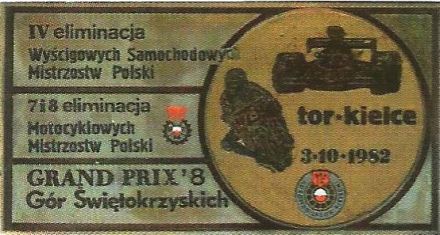 IV eliminacja
Wyścigowych Samochodowych
Mistrzostw Polski
7i8 eliminacja
Motocyklowych
Mistrzostw Polski
GRAND PRIX'8
Gór Świętokrzyskich
tor-kielce
3·10·1982